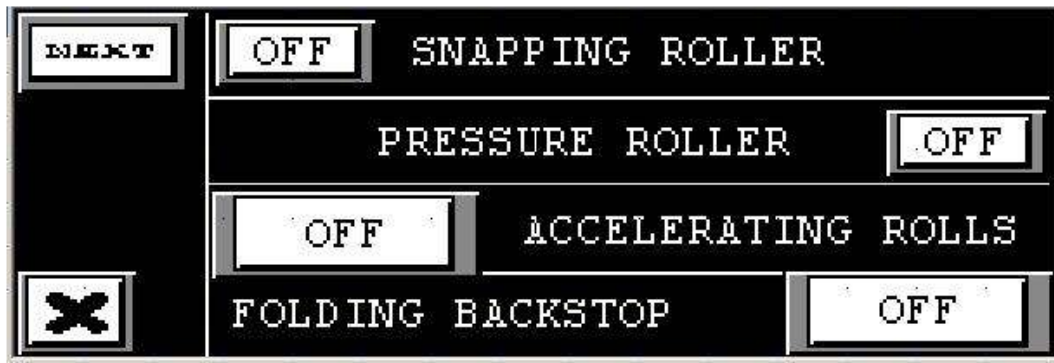 NEXT
OFF SNAPPING ROLLER
PRESSURE ROLLER OFF
OFF ACCELERATING ROLLS
FOLDING BACKSTOP OFF